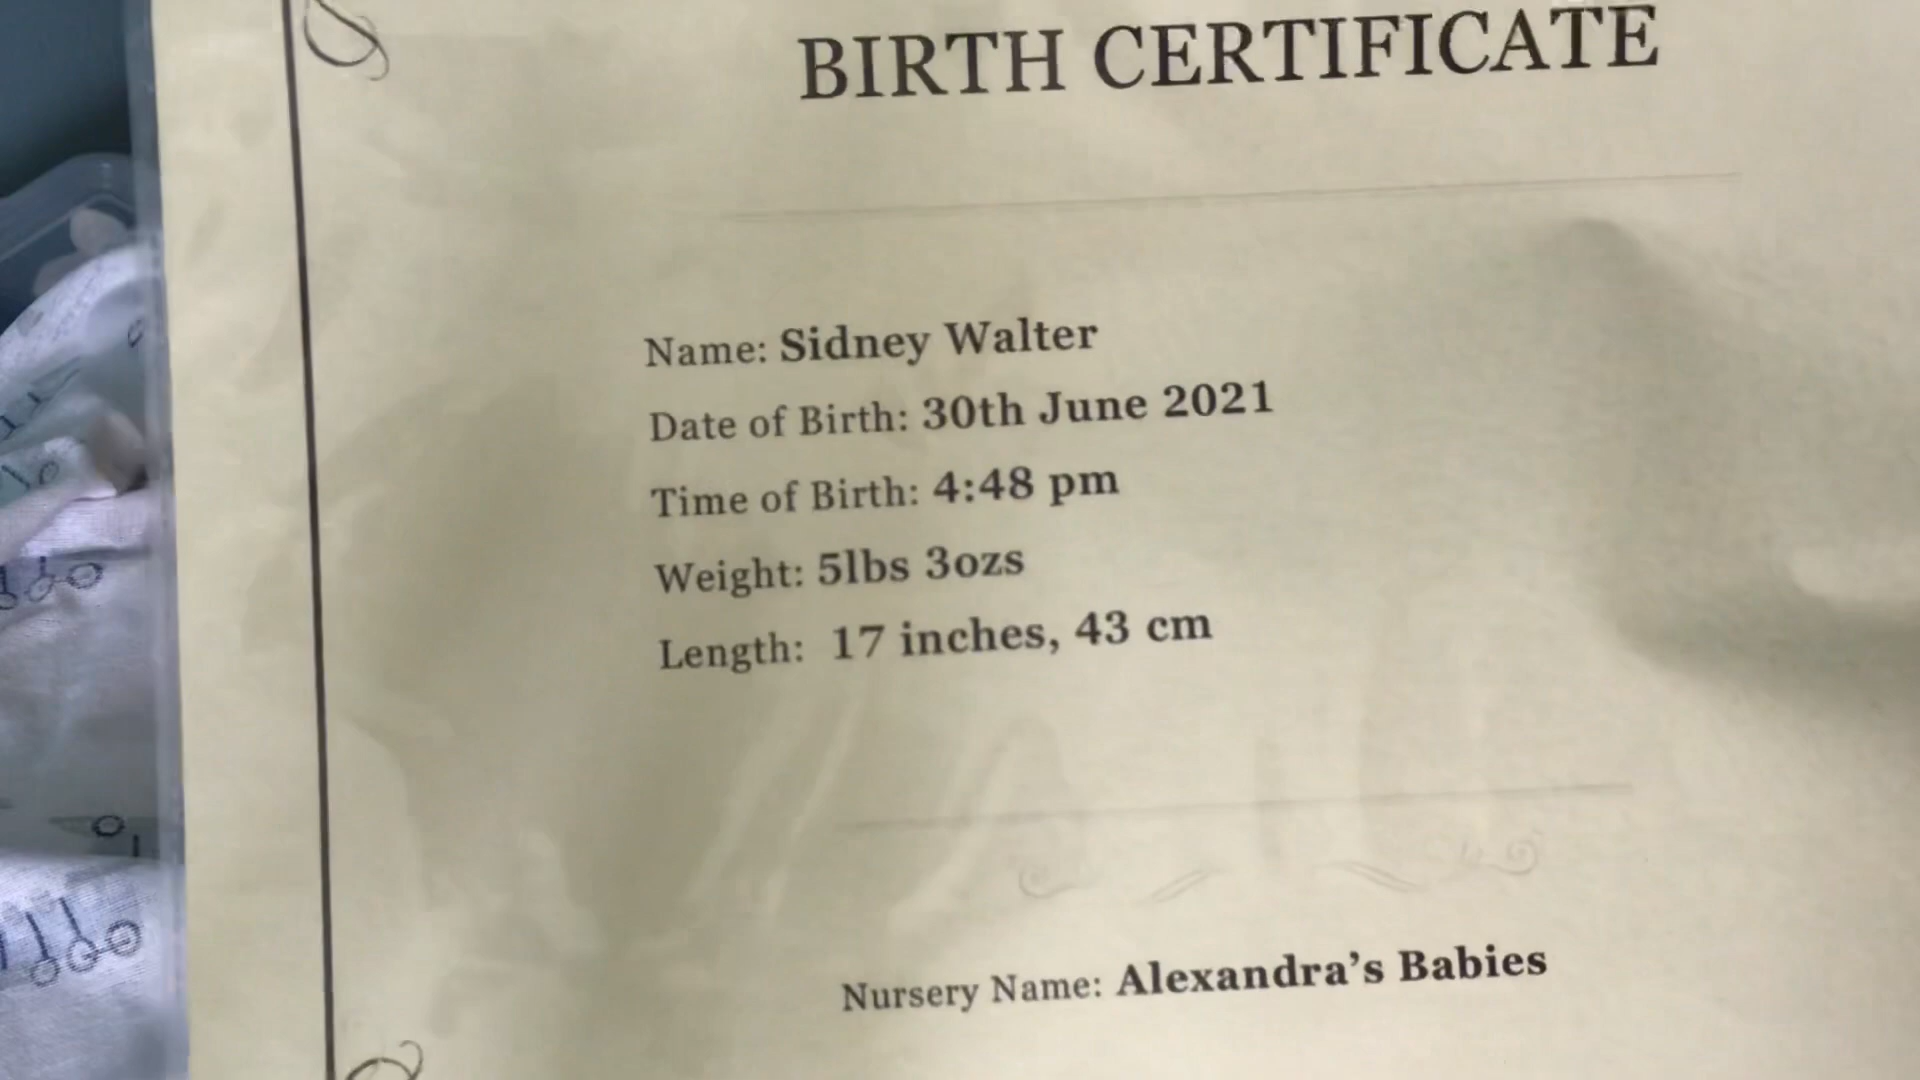 BIRTH CERTIFICATE
Name: Sidney Walter
Date of Birth: 30th June 2021
Time of Birth: 4:48 pm
Weight: 5lbs 3ozs
Length: 17 inches, 43 cm
Nursery Name: Alexandra’s Babies